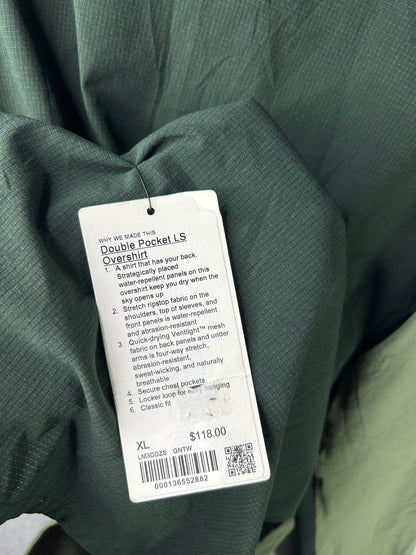 WHY WE MADE THIS
Double Pocket LS
Overshirt
1. A shirt that has your back.
Strategically placed
water-repellent panels on this
overshirt keep you dry when the
sky opens up
2. Stretch ripstop fabric on the
shoulders, top of sleeves, and
front panels is water-repellent
and abrasion-resistant
3. Quick-drying Ventlight™ mesh
fabric on back panels and under
arms is four-way stretch,
abrasion-resistant,
sweat-wicking, and naturally
breathable
4. Secure chest pockets
5. Locker loop for easy hanging
6. Classic fit
XL $118.00
LM3DDZS GNTW
000136552882